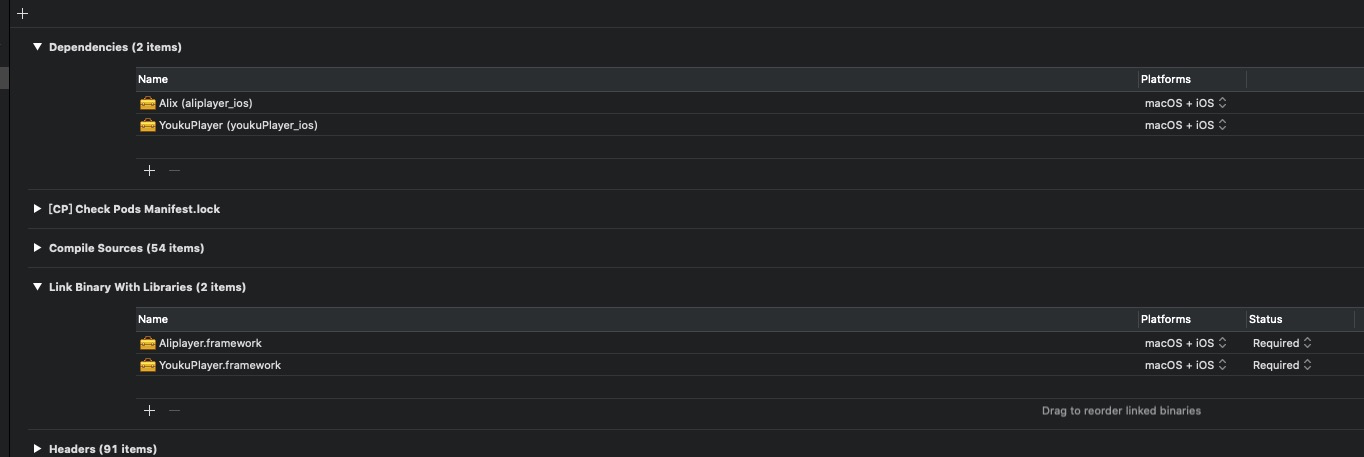 Dependencies (2 items)
Name Platforms
Alix (aliplayer_ios) macOS + iOS
YoukuPlayer (youkuPlayer_ios) macOS + iOS
[CP] Check Pods Manifest.lock
Compile Sources (54 items)
Link Binary With Libraries (2 items)
Name Platforms Status
Aliplayer.framework macOS + iOS Required
YoukuPlayer.framework macOS + iOS Required
Drag to reorder linked binaries
Headers (91 items)